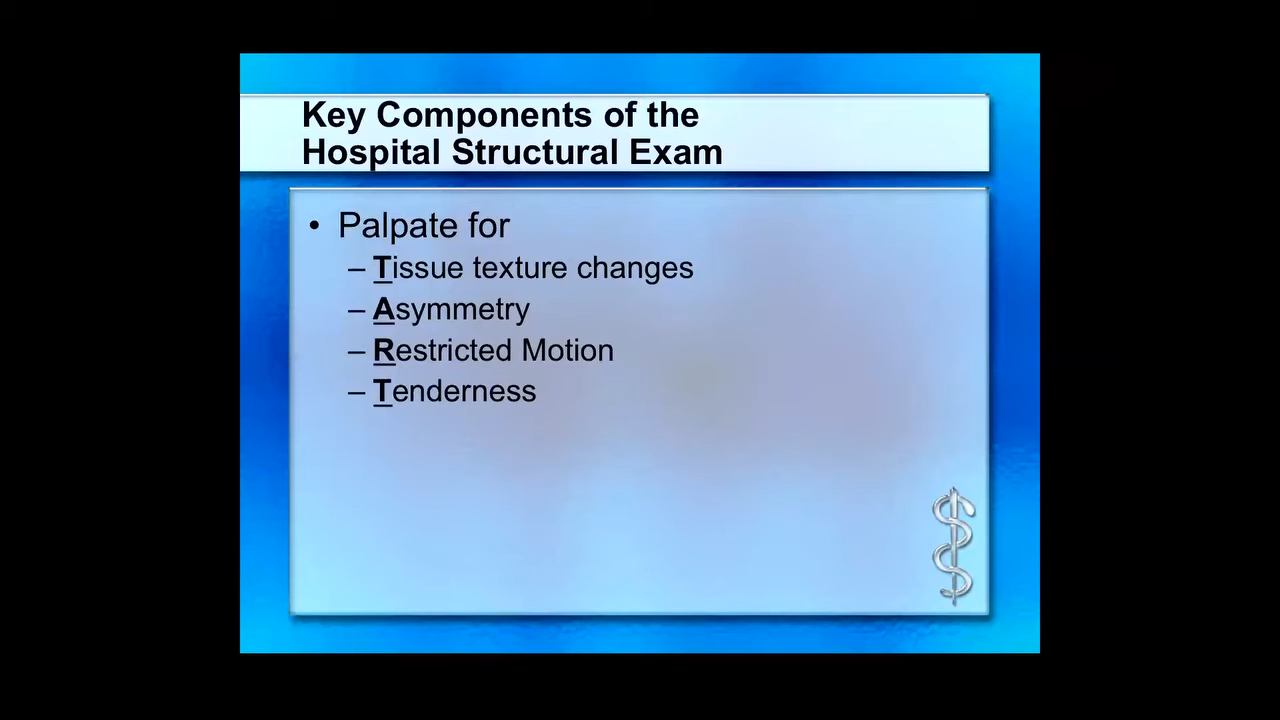 Key Components of the
Hospital Structural Exam
• Palpate for
– Tissue texture changes
– Asymmetry
– Restricted Motion
– Tenderness